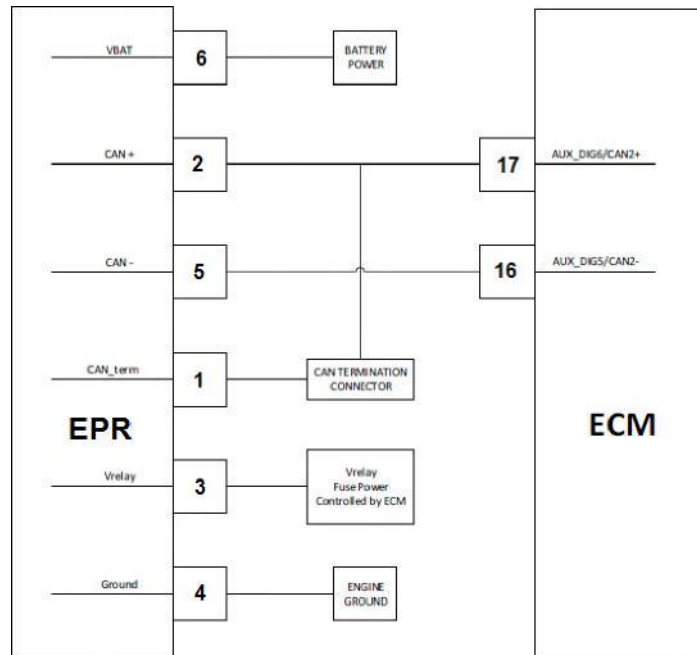 VBAT
6
BATTERY
POWER
CAN +
2
17
AUX_DIG6/CAN2+
CAN -
5
16
AUX_DIG5/CAN2-
CAN_term
1
CAN TERMINATION
CONNECTOR
EPR
ECM
Vrelay
3
Vrelay
Fuse Power
Controlled by ECM
Ground
4
ENGINE
GROUND